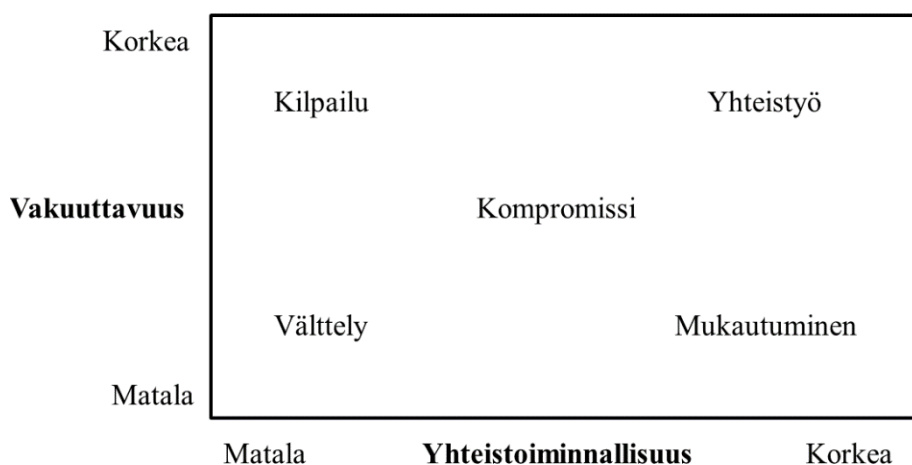 Korkea
Kilpailu Yhteistyö
Vakuuttavuus Kompromissi
Välttely Mukautuminen
Matala
Matala Yhteistoiminnallisuus Korkea